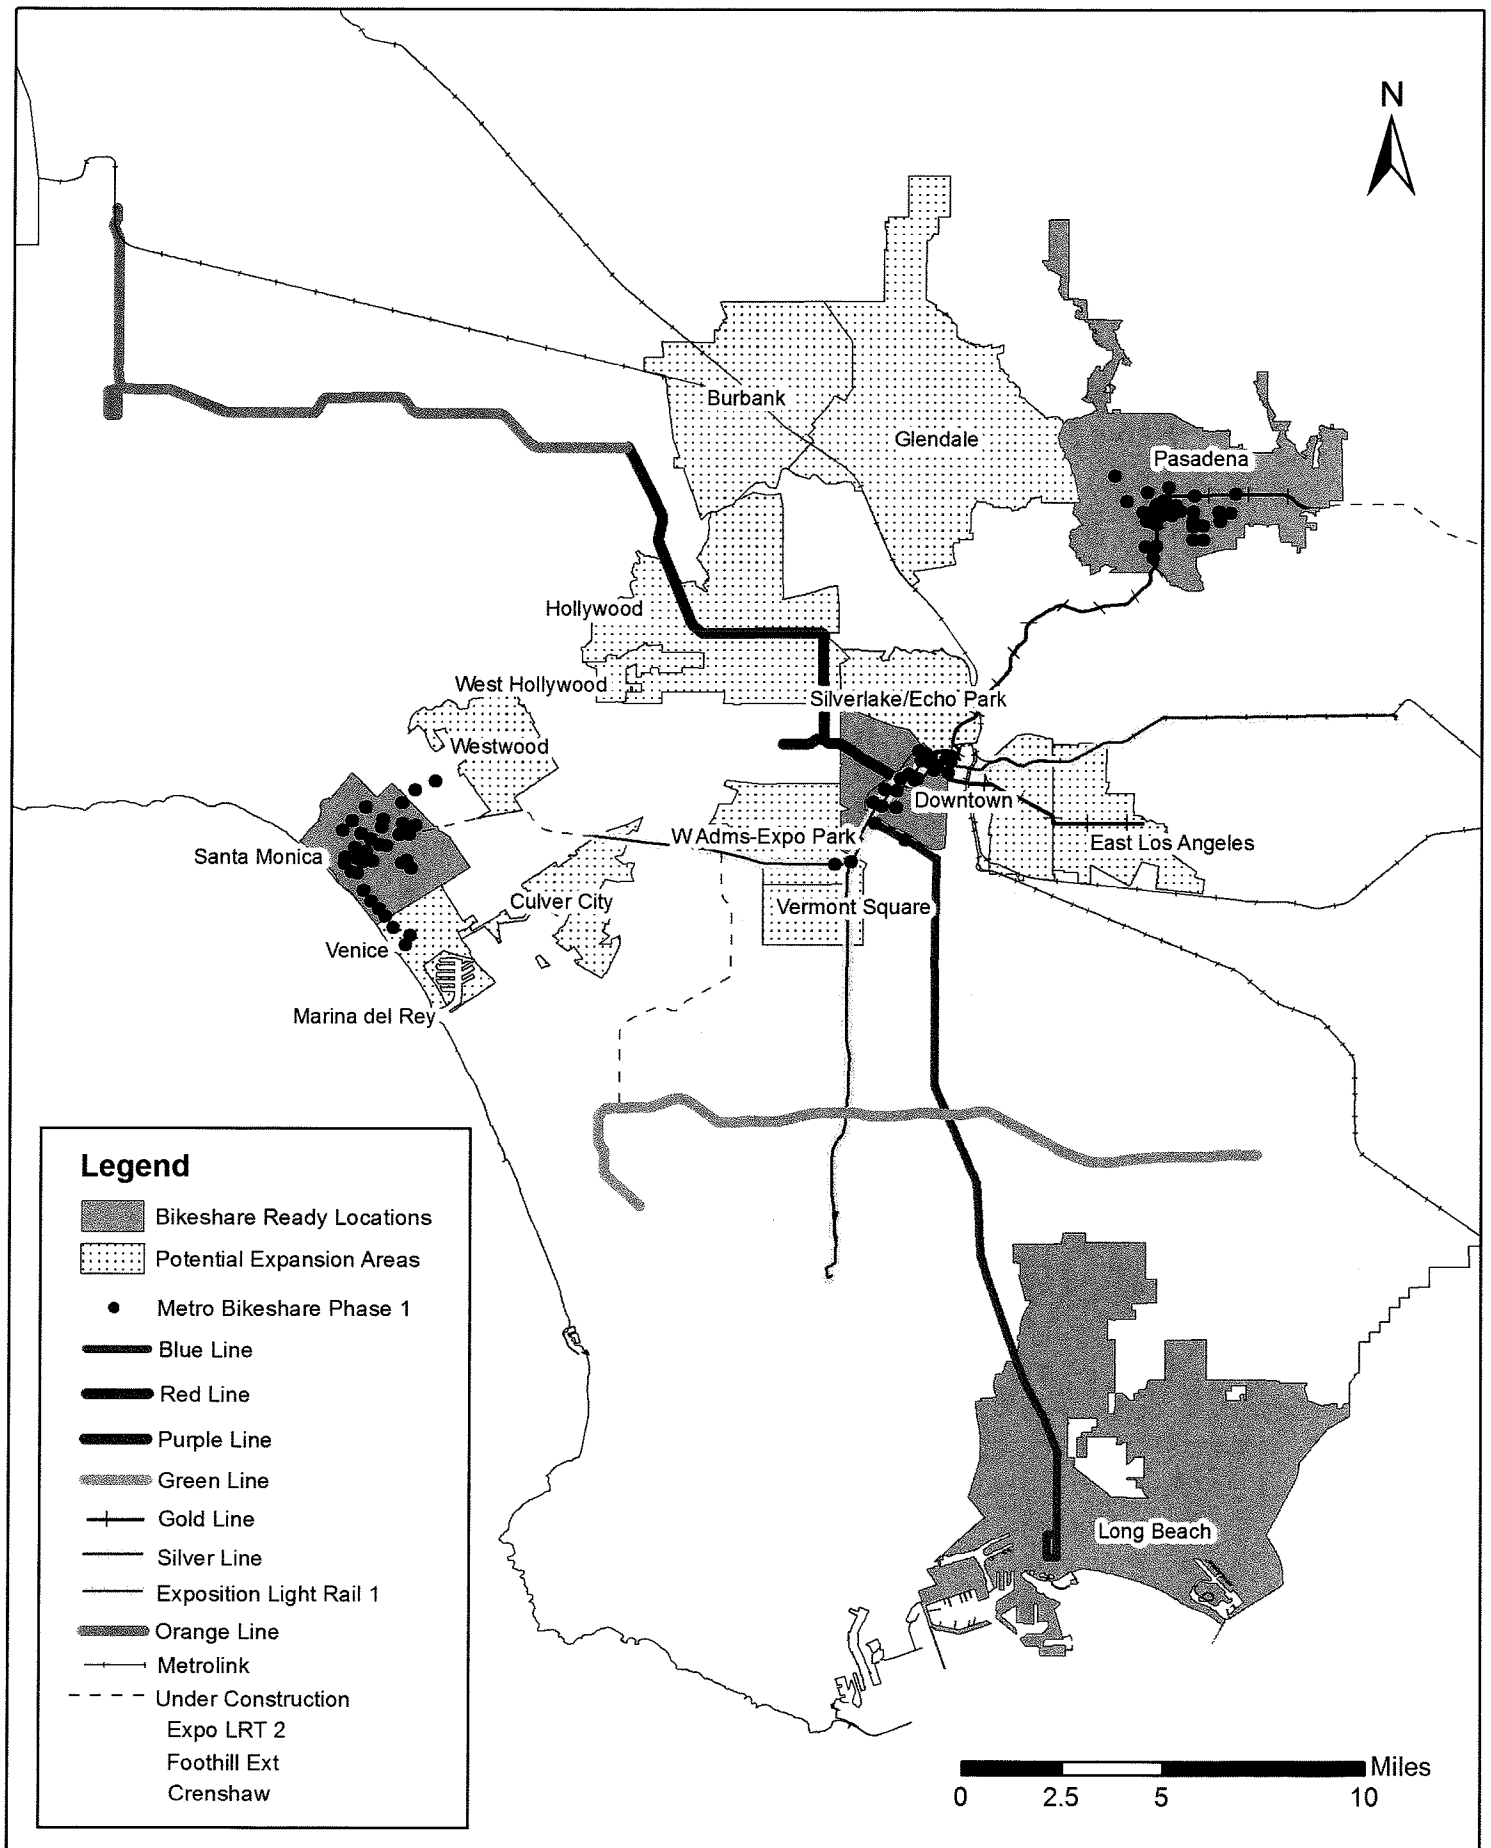 N
Burbank
Glendale
Pasadena
Hollywood
West Hollywood
Silverlake/Echo Park
Westwood
Downtown
W Adms-Expo Park
East Los Angeles
Santa Monica
Culver City
Vermont Square
Venice
Marina del Rey
Legend
Bikeshare Ready Locations
Potential Expansion Areas
Metro Bikeshare Phase 1
Blue Line
Red Line
Purple Line
Green Line
Gold Line
Silver Line
Exposition Light Rail 1
Orange Line
Metrolink
Under Construction
Expo LRT 2
Foothill Ext
Crenshaw
Long Beach
Miles
0 2.5 5 10